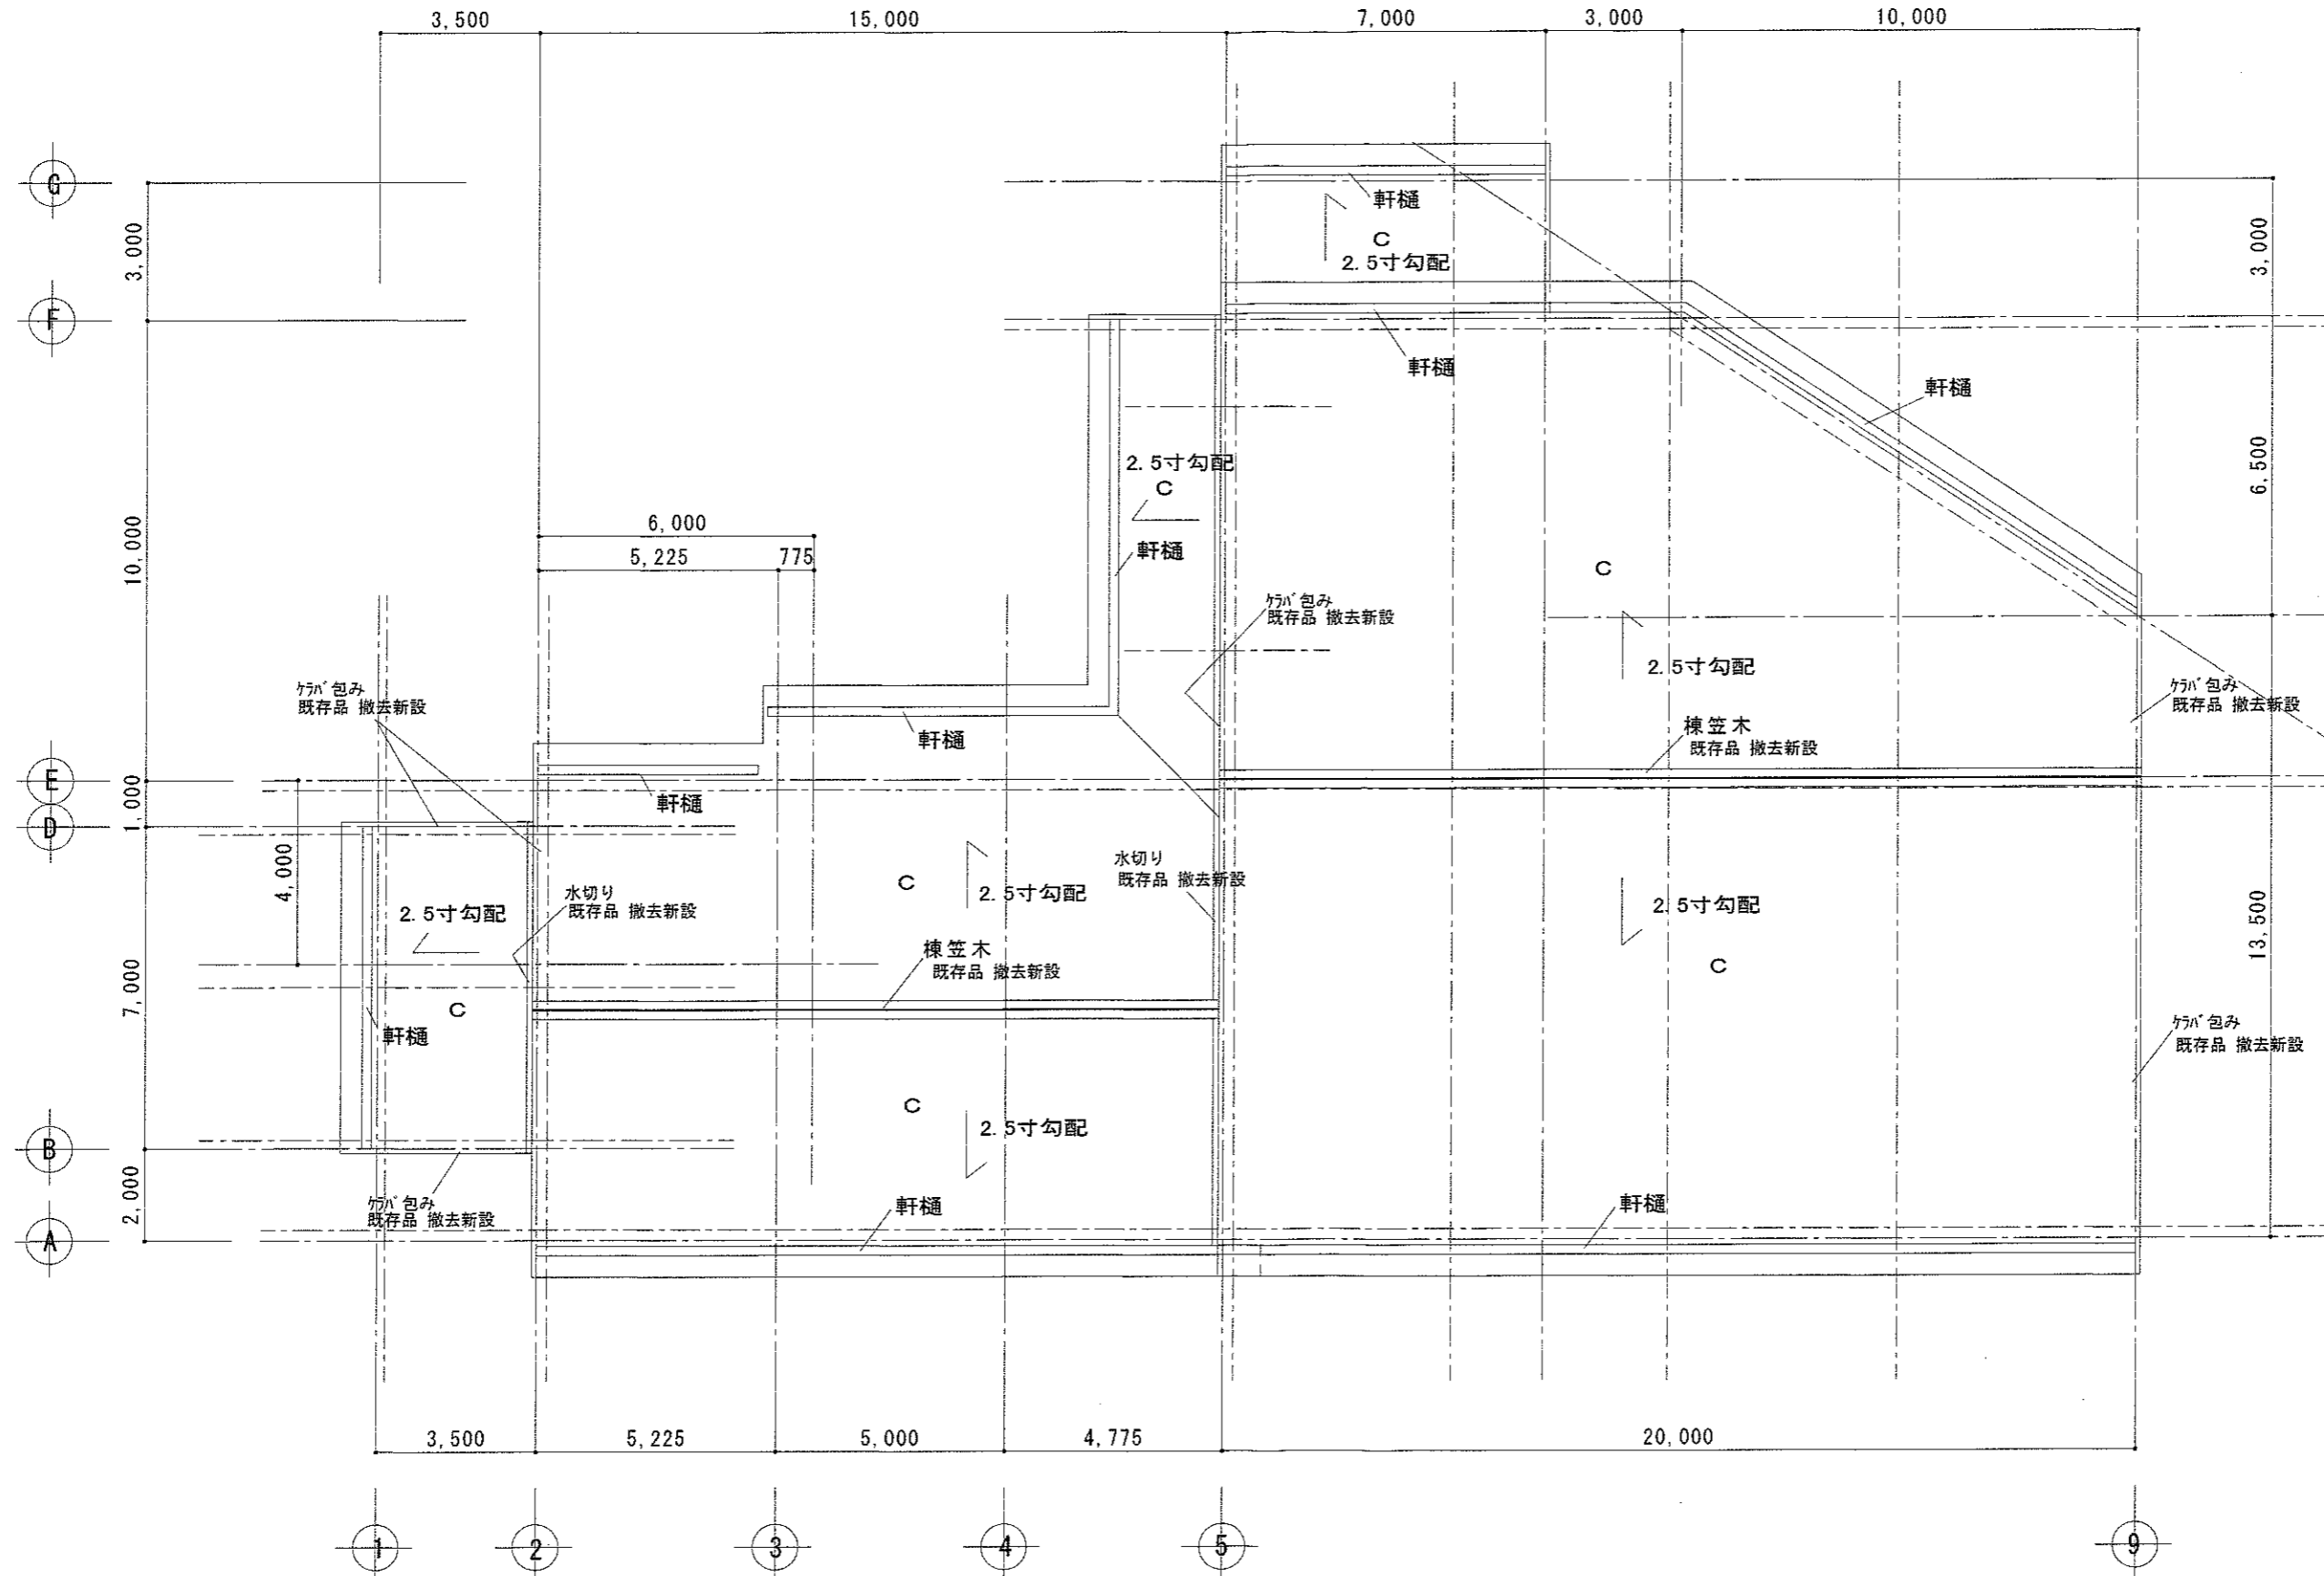 3,500
15,000
7,000
3,000
10,000
G
軒樋
C
2.5寸勾配
3,000
3,000
F
軒樋
軒樋
2.5寸勾配
C
6,500
6,000
10,000
軒樋
5,225
775
C
ケラバ包み
既存品 撤去新設
2.5寸勾配
ケラバ包み
既存品 撤去新設
ケラバ包み
既存品 撤去新設
棟笠木
既存品 撤去新設
軒樋
E
軒樋
1,000
D
4,000
水切り
既存品 撤去新設
C
2.5寸勾配
水切り
既存品 撤去新設
2.5寸勾配
2.5寸勾配
13,500
棟笠木
既存品 撤去新設
C
7,000
C
軒樋
ケラバ包み
既存品 撤去新設
C
2.5寸勾配
B
2,000
ケラバ包み
既存品 撤去新設
軒樋
軒樋
A
3,500
5,225
5,000
4,775
20,000
1
2
3
4
5
9